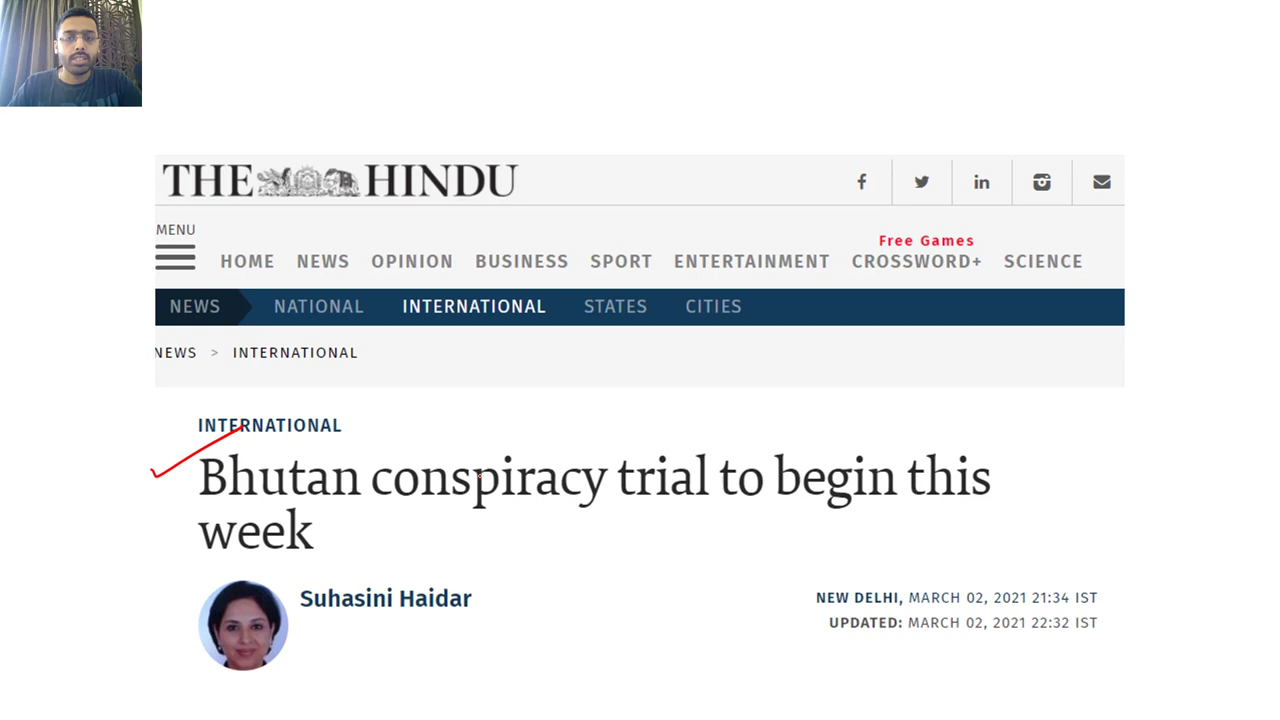 THE HINDU
MENU
Free Games
HOME NEWS OPINION BUSINESS SPORT ENTERTAINMENT CROSSWORD+ SCIENCE
NEWS NATIONAL INTERNATIONAL STATES CITIES
NEWS > INTERNATIONAL
INTERNATIONAL
Bhutan conspiracy trial to begin this
week
Suhasini Haidar
NEW DELHI, MARCH 02, 2021 21:34 IST
UPDATED: MARCH 02, 2021 22:32 IST